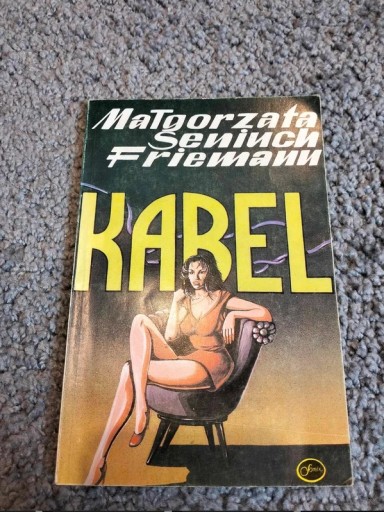 Małgorzata
Seniuch
Friemann
KABEL